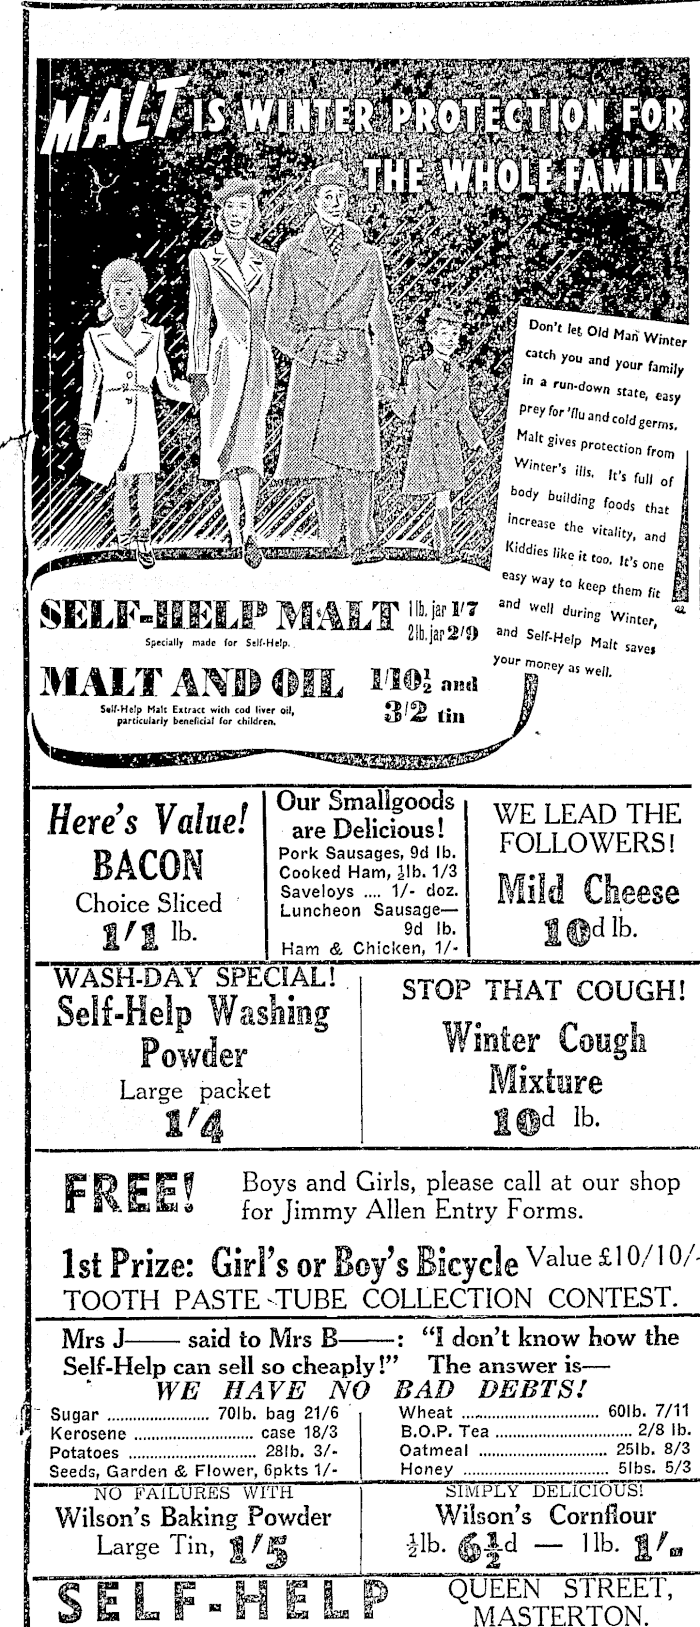 MALT IS WINTER PROTECTION FOR
THE WHOLE FAMILY
Don't let Old Man Winter
catch you and your family
in a run-down state, easy
prey for 'flu and cold germs.
Malt gives protection from
Winter's ills. It's full of
body building foods that
increase the vitality, and
Kiddies like it too. It's one
easy way to keep them fit
and well during Winter,
and Self-Help Malt saves
your money as well.
SELF-HELP MALT 1 lb. jar 1/7
2 lb. jar 2/9
Specially made for Self-Help.
MALT AND OIL 1/10½ and
3/2 tin
Self-Help Malt Extract with cod liver oil,
particularly beneficial for children.
Here's Value!
BACON
Choice Sliced
1/1 lb.
Our Smallgoods
are Delicious!
Pork Sausages, 9d lb.
Cooked Ham, ½lb. 1/3
Saveloys .... 1/- doz.
Luncheon Sausage—
9d lb.
Ham & Chicken, 1/-
WE LEAD THE
FOLLOWERS!
Mild Cheese
10d lb.
WASH-DAY SPECIAL!
Self-Help Washing
Powder
Large packet
1/4
STOP THAT COUGH!
Winter Cough
Mixture
10d lb.
FREE! Boys and Girls, please call at our shop
for Jimmy Allen Entry Forms.
1st Prize: Girl's or Boy's Bicycle Value £10/10/-
TOOTH PASTE TUBE COLLECTION CONTEST.
Mrs J—— said to Mrs B——: "I don't know how the
Self-Help can sell so cheaply!" The answer is—
WE HAVE NO BAD DEBTS!
Sugar .................... 70lb. bag 21/6
Kerosene .................... case 18/3
Potatoes .................... 28lb. 3/-
Seeds, Garden & Flower, 6pkts 1/-
Wheat .................... 60lb. 7/11
B.O.P. Tea .................... 2/8 lb.
Oatmeal .................... 25lb. 8/3
Honey .................... 5lbs. 5/3
NO FAILURES WITH
Wilson's Baking Powder
Large Tin, 1/5
SIMPLY DELICIOUS!
Wilson's Cornflour
½lb. 6½d — 1lb. 1/-
SELF-HELP QUEEN STREET,
MASTERTON.